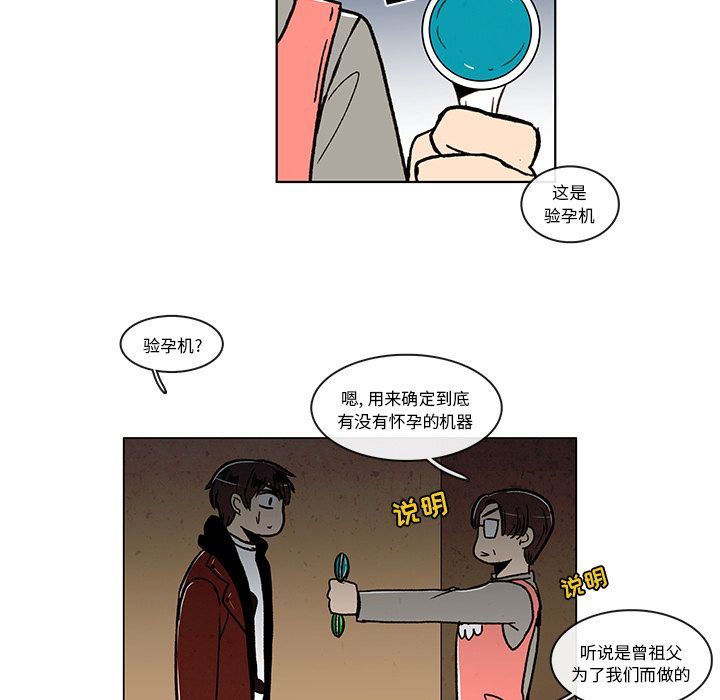 这是
验孕机
验孕机?
嗯, 用来确定到底
有没有怀孕的机器
说明
说明
听说是曾祖父
为了我们而做的